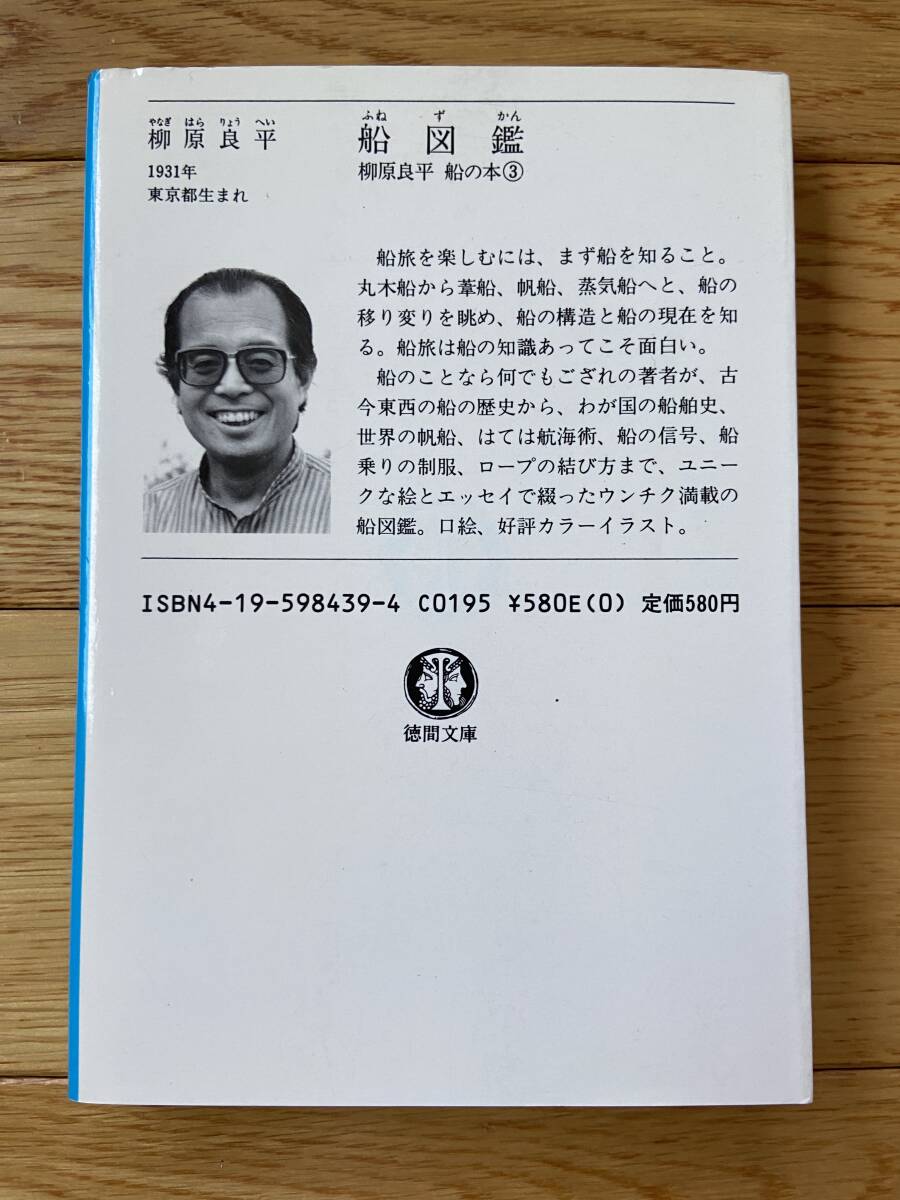 やなぎ はら りょう へい
柳原良平
1931年
東京都生まれ
ふね ず かん
船図鑑
柳原良平 船の本③
船旅を楽しむには、まず船を知ること。
丸木船から葦船、帆船、蒸気船へと、船の
移り変りを眺め、船の構造と船の現在を知
る。船旅は船の知識あってこそ面白い。
船のことなら何でもござれの著者が、古
今東西の船の歴史から、わが国の船舶史、
世界の帆船、はては航海術、船の信号、船
乗りの制服、ロープの結び方まで、ユニー
クな絵とエッセイで綴ったウンチク満載の
船図鑑。口絵、好評カラーイラスト。
ISBN4-19-598439-4 C0195 ¥580E(0) 定価580円
徳間文庫